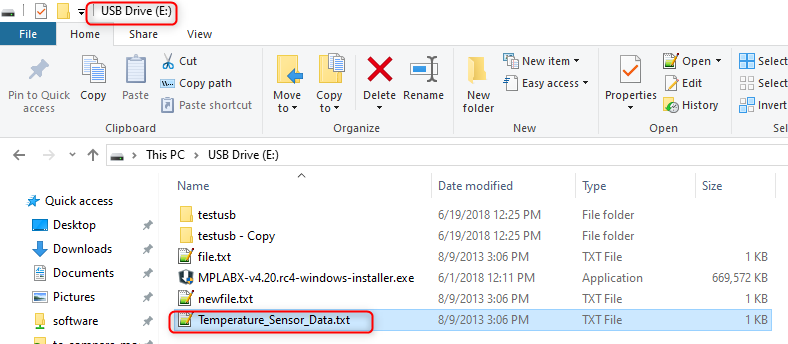 USB Drive (E:)
File Home Share View
Pin to Quick access
Copy
Paste
Cut
Copy path
Paste shortcut
Clipboard
Move to
Copy to
Delete
Rename
Organize
New folder
New item
Easy access
New
Properties
Open
Edit
History
Open
Select
Select
Invert
Sel
This PC > USB Drive (E:)
Quick access
Desktop
Downloads
Documents
Pictures
software
Name Date modified Type Size
testusb 6/19/2018 12:25 PM File folder
testusb - Copy 6/19/2018 12:25 PM File folder
file.txt 8/9/2013 3:06 PM TXT File 1 KB
MPLABX-v4.20.rc4-windows-installer.exe 6/1/2018 12:11 PM Application 669,572 KB
newfile.txt 8/9/2013 3:06 PM TXT File 1 KB
Temperature_Sensor_Data.txt 8/9/2013 3:06 PM TXT File 1 KB